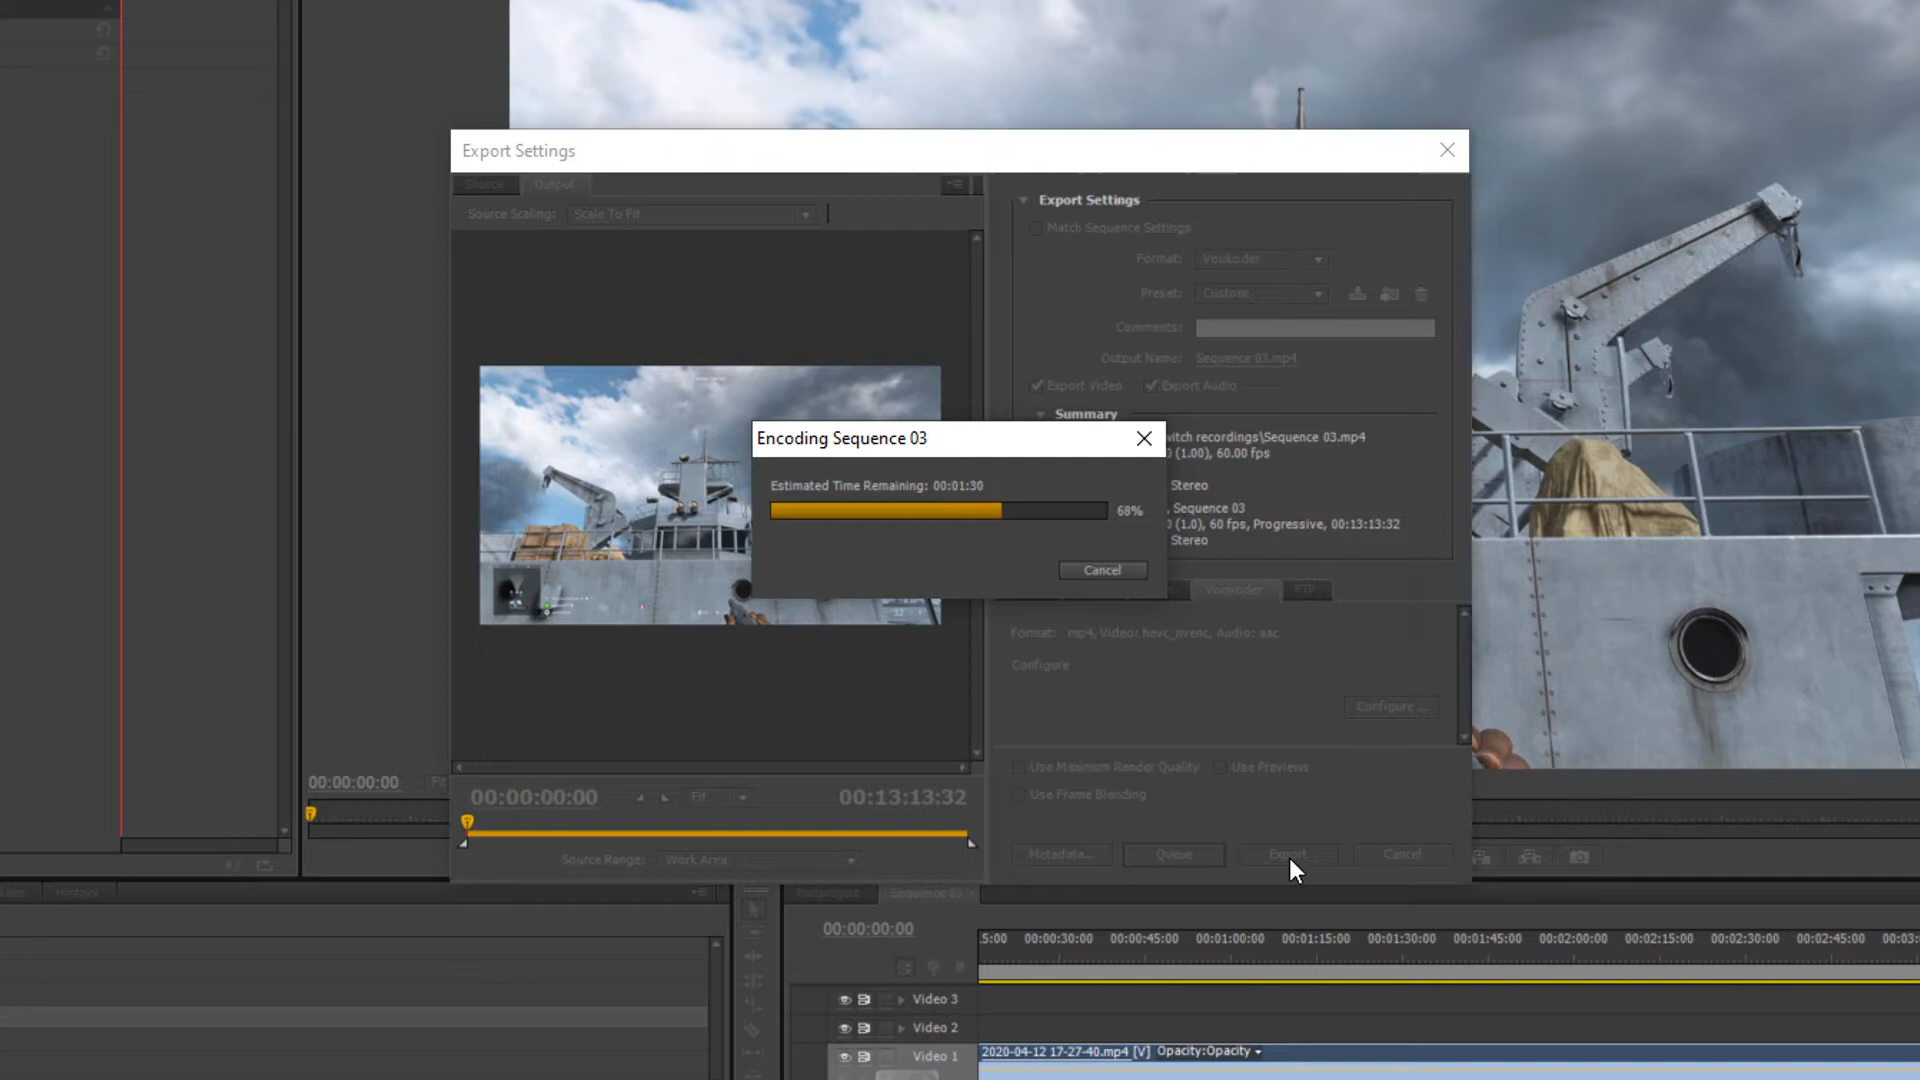 Export Settings
Source
Output
Source Scaling: Scale To Fit
Export Settings
Match Sequence Settings
Format: Voukoder
Preset: Custom
Comments:
Output Name: Sequence 03.mp4
Export Video
Export Audio
Summary
witch recordings\Sequence 03.mp4
(1.00), 60.00 fps
Stereo
, Sequence 03
(1.0), 60 fps, Progressive, 00:13:13:32
Stereo
Encoding Sequence 03
Estimated Time Remaining: 00:01:30
68%
Cancel
Voukoder
FTP
Format: mp4, Video: hevc_nvenc, Audio: aac
Configure
Configure ...
Use Maximum Render Quality
Use Previews
Use Frame Blending
00:00:00:00
00:00:00:00
Fit
00:13:13:32
Source Range: Work Area
Metadata...
Queue
Export
Cancel
History
Sequence 03
00:00:00:00
5:00 00:00:30:00 00:00:45:00 00:01:00:00 00:01:15:00 00:01:30:00 00:01:45:00 00:02:00:00 00:02:15:00 00:02:30:00 00:02:45:00 00:03:
Video 3
Video 2
Video 1
2020-04-12 17-27-40.mp4 [V] Opacity:Opacity